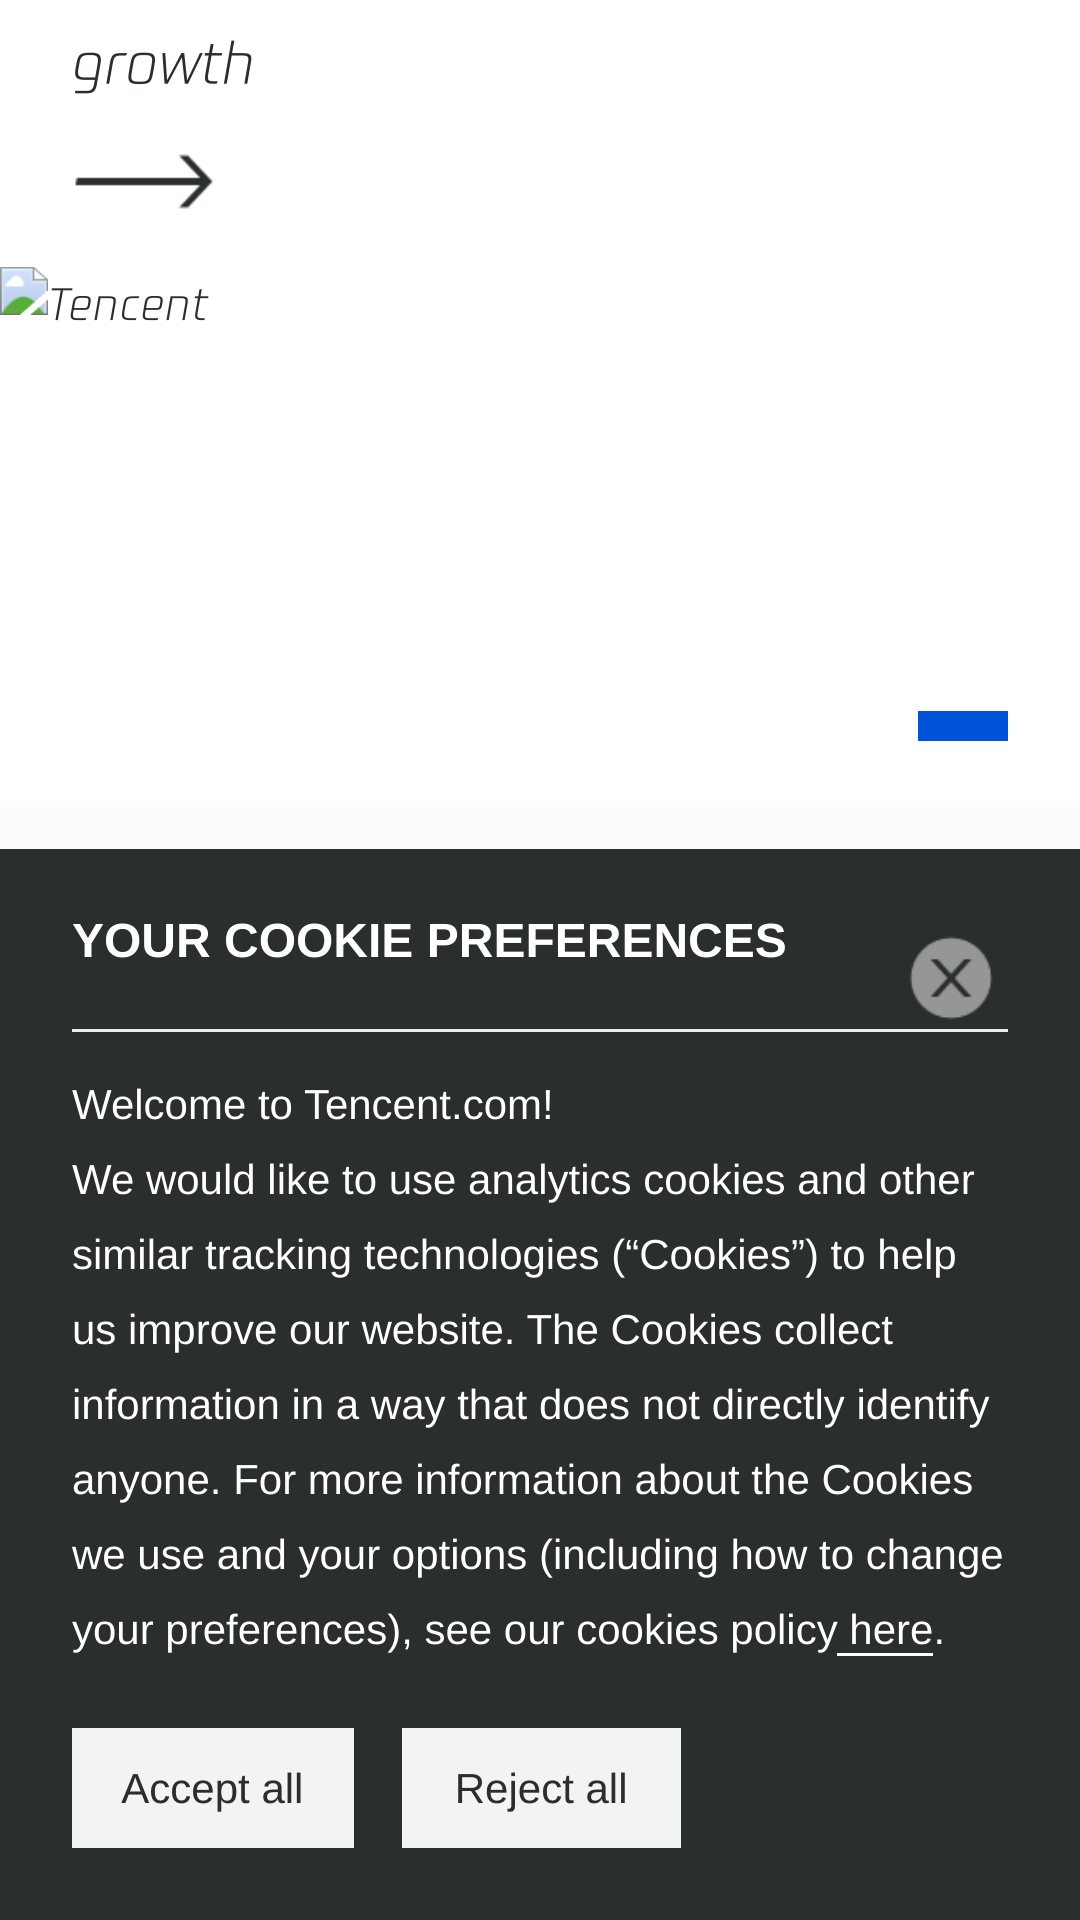 growth
Tencent
YOUR COOKIE PREFERENCES
Welcome to Tencent.com!
We would like to use analytics cookies and other
similar tracking technologies (“Cookies”) to help
us improve our website. The Cookies collect
information in a way that does not directly identify
anyone. For more information about the Cookies
we use and your options (including how to change
your preferences), see our cookies policy here.
Accept all
Reject all